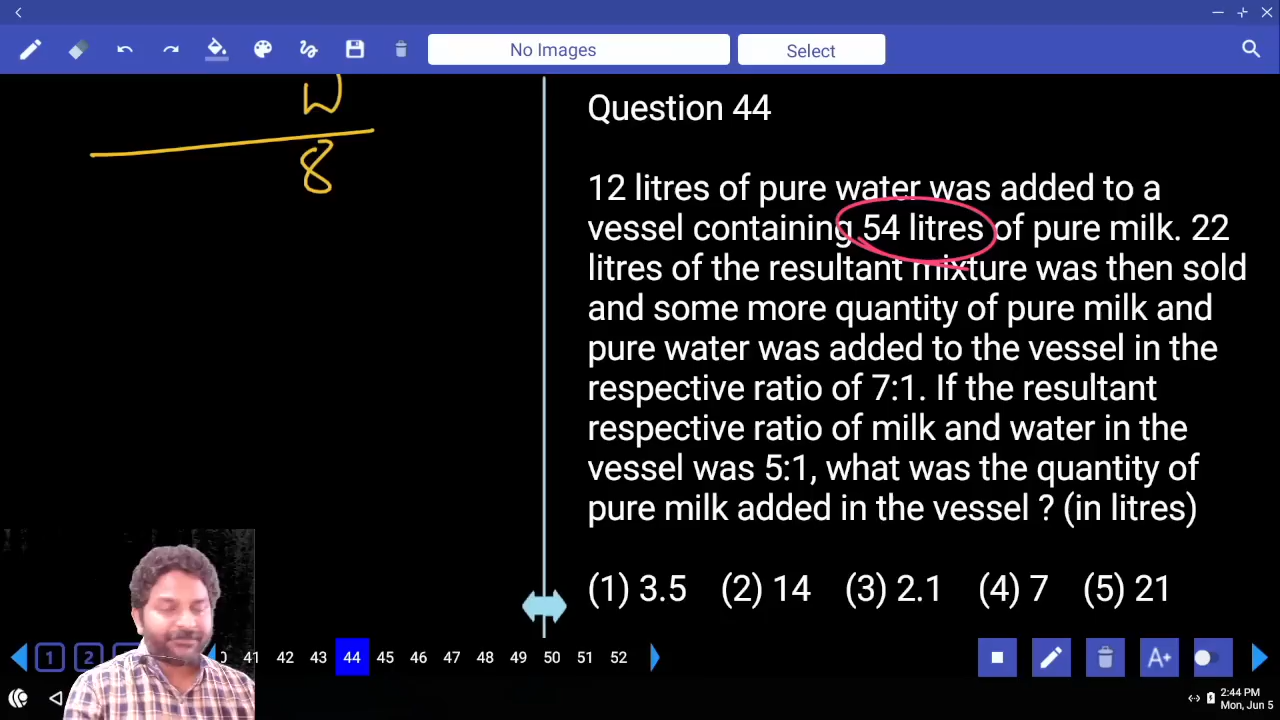 No Images
Select
W
8
Question 44
12 litres of pure water was added to a
vessel containing 54 litres of pure milk. 22
litres of the resultant mixture was then sold
and some more quantity of pure milk and
pure water was added to the vessel in the
respective ratio of 7:1. If the resultant
respective ratio of milk and water in the
vessel was 5:1, what was the quantity of
pure milk added in the vessel ? (in litres)
(1) 3.5 (2) 14 (3) 2.1 (4) 7 (5) 21
1 2 41 42 43 44 45 46 47 48 49 50 51 52
A+
2:44 PM
Mon, Jun 5